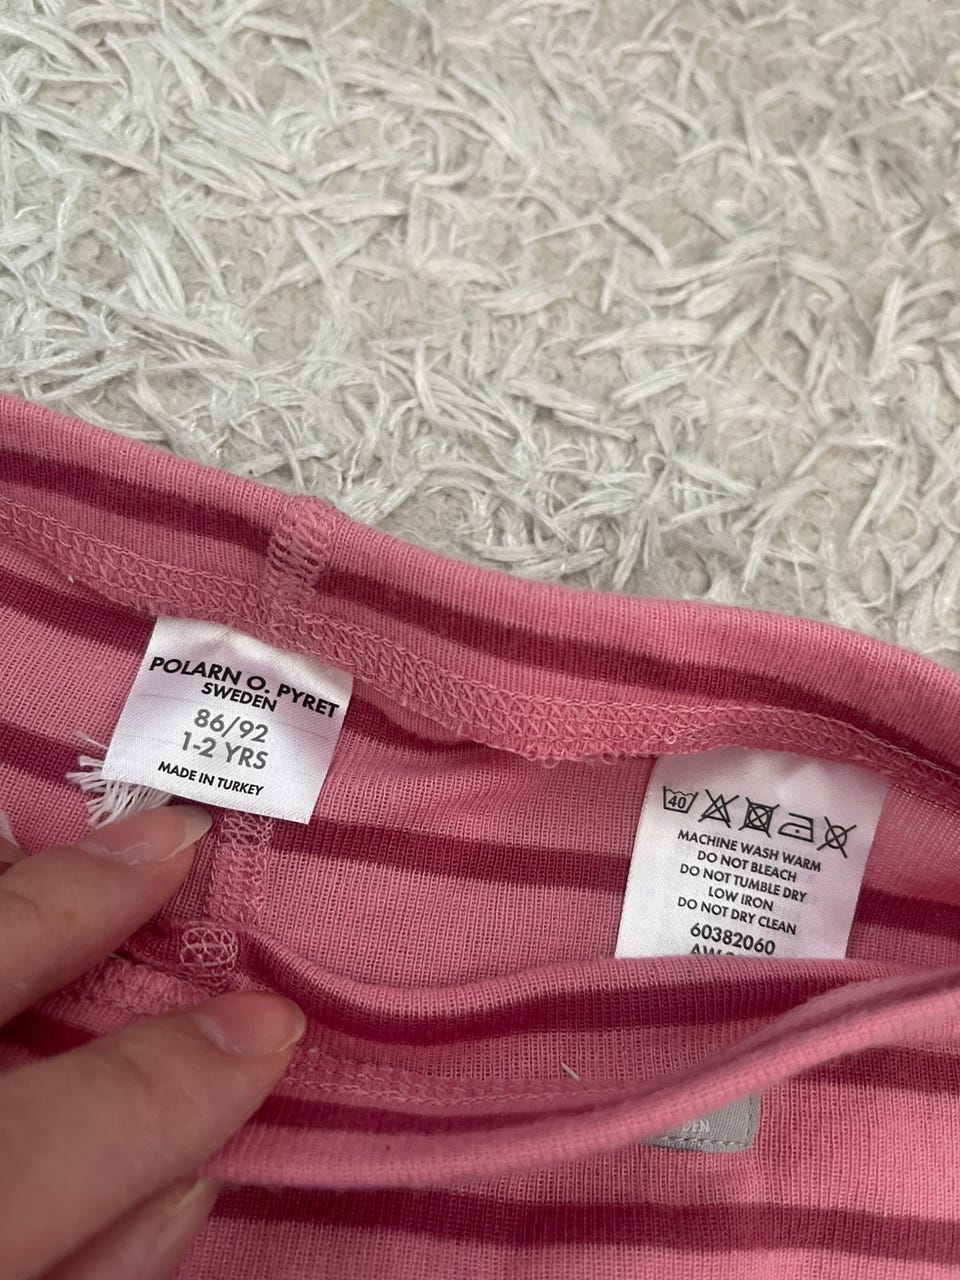 POLARN O. PYRET
SWEDEN
86/92
1-2 YRS
MADE IN TURKEY
40
MACHINE WASH WARM
DO NOT BLEACH
DO NOT TUMBLE DRY
LOW IRON
DO NOT DRY CLEAN
60382060